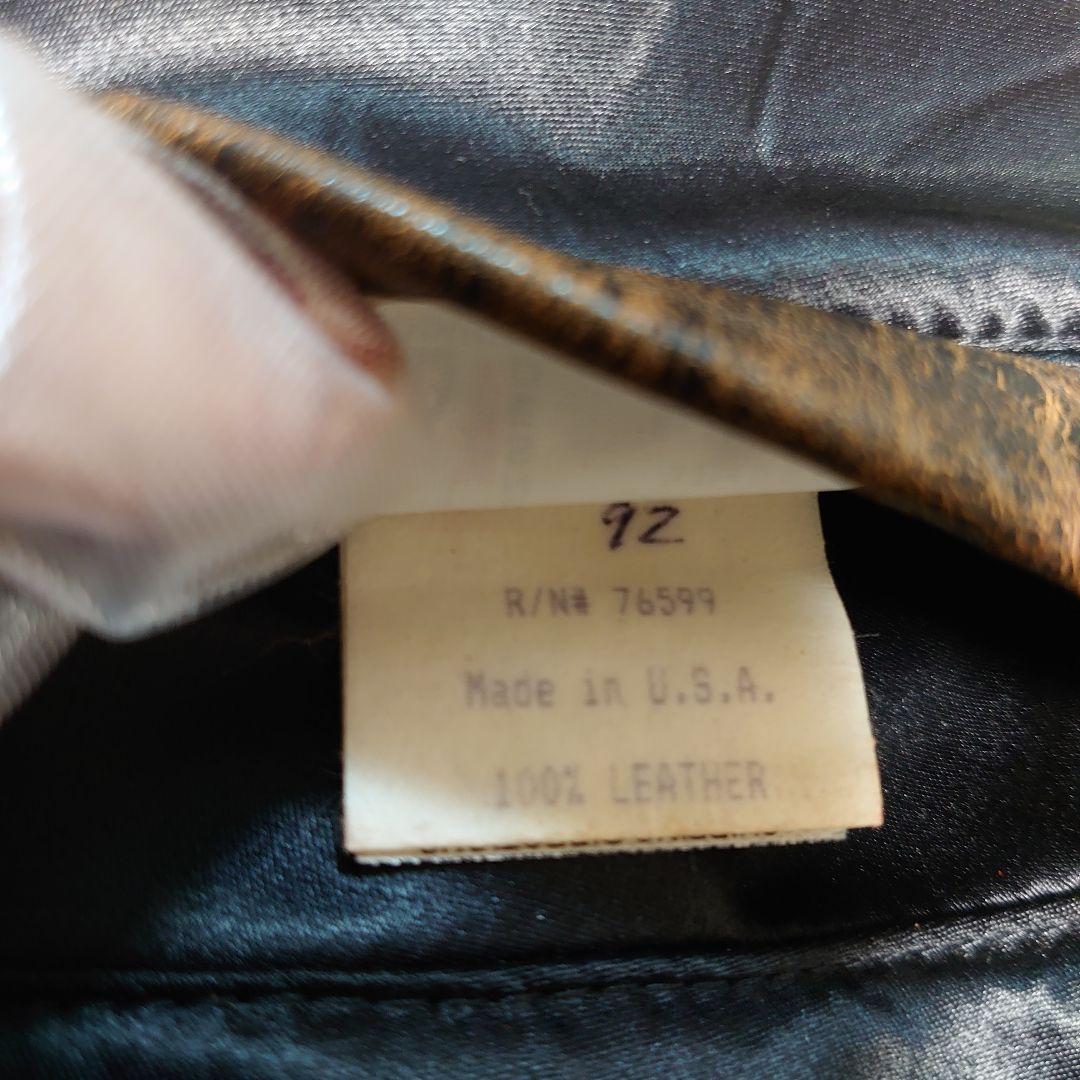 92
R/N# 76599
Made in U.S.A.
100% LEATHER